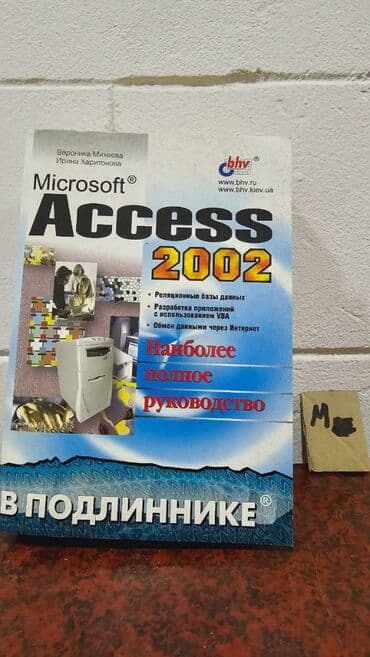 Вероника Михеева
Ирина Харитонова
bhv®
www.bhv.ru
www.bhv.kiev.ua
Microsoft®
Access
2002
• Реляционные базы данных
• Разработка приложений
с использованием VBA
• Обмен данными через Интернет
Наиболее
полное
руководство
В ПОДЛИННИКЕ®
M